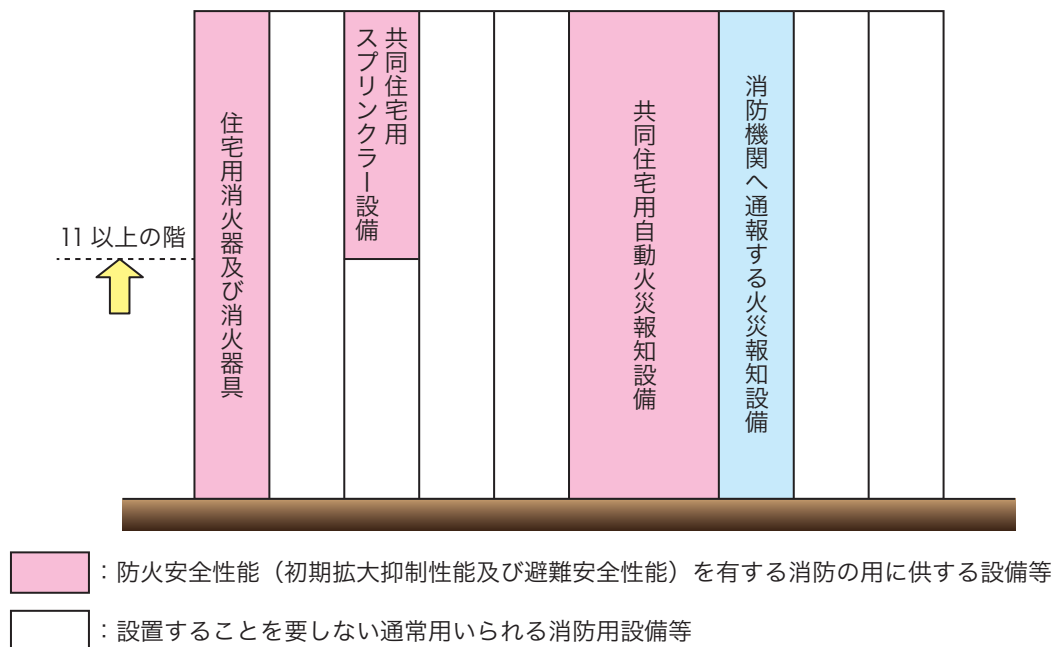 共同住宅用
スプリンクラー設備
住宅用消火器及び消火器具
共同住宅用自動火災報知設備
消防機関へ通報する火災報知設備
11 以上の階
：防火安全性能（初期拡大抑制性能及び避難安全性能）を有する消防の用に供する設備等
：設置することを要しない通常用いられる消防用設備等